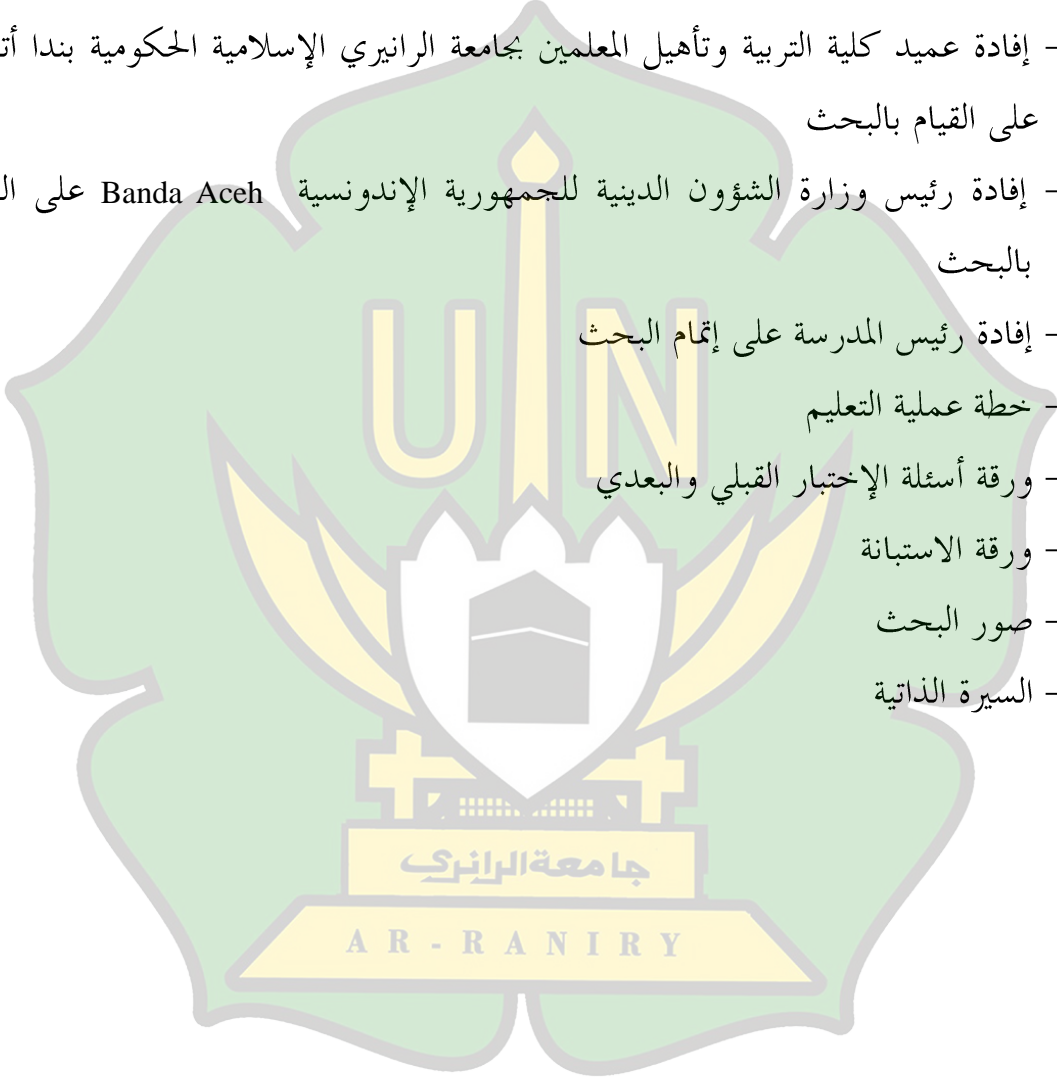 - إفادة عميد كلية التربية وتأهيل المعلمين بجامعة الرانيري الإسلامية الحكومية بندا
على القيام بالبحث
- إفادة رئيس وزارة الشؤون الدينية للجمهورية الإندونسية Banda Aceh على
بالبحث
- إفادة رئيس المدرسة على إتمام البحث
- خطة عملية التعليم
- ورقة أسئلة الإختبار القبلي والبعدي
- ورقة الاستبانة
- صور البحث
- السيرة الذاتية
UIN
جامعة الرانري
AR-RANIRY